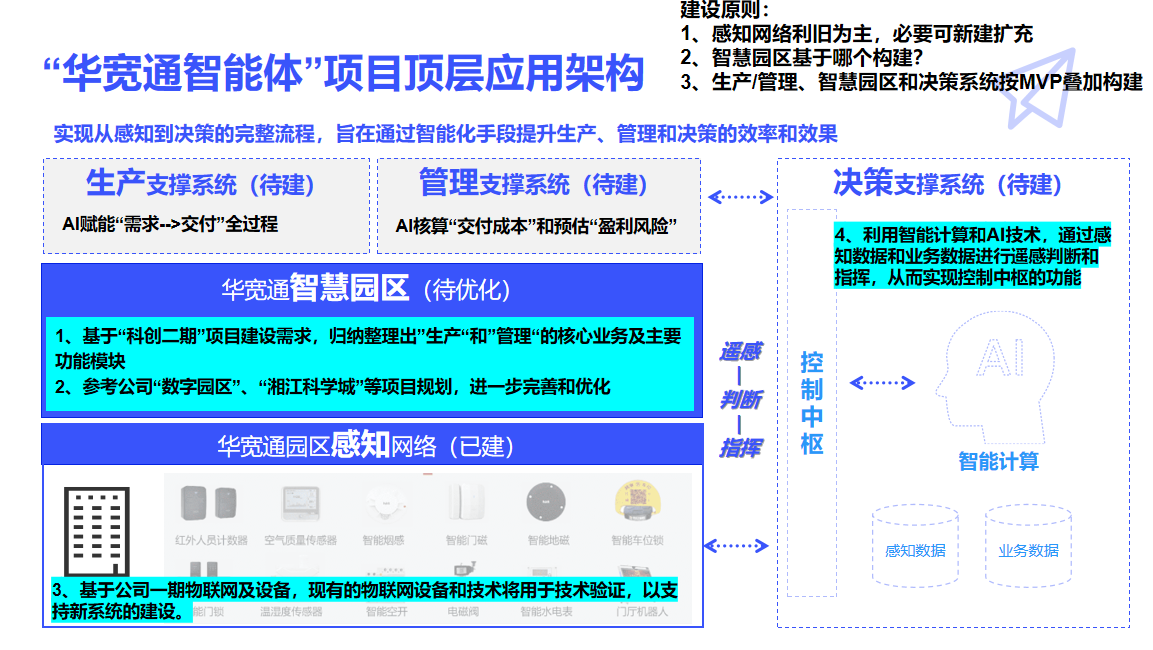 建设原则：
1、感知网络利旧为主，必要可新建扩充
2、智慧园区基于哪个构建？
3、生产/管理、智慧园区和决策系统按MVP叠加构建
“华宽通智能体”项目顶层应用架构
实现从感知到决策的完整流程，旨在通过智能化手段提升生产、管理和决策的效率和效果
生产支撑系统（待建）
AI赋能“需求-->交付”全过程
管理支撑系统（待建）
AI核算“交付成本”和预估“盈利风险”
华宽通智慧园区（待优化）
1、基于“科创二期”项目建设需求，归纳整理出”生产“和”管理“的核心业务及主要
功能模块
2、参考公司“数字园区”、“湘江科学城”等项目规划，进一步完善和优化
华宽通园区感知网络（已建）
红外人员计数器
空气质量传感器
智能烟感
智能门磁
智能地磁
智能车位锁
3、基于公司一期物联网及设备，现有的物联网设备和技术将用于技术验证，以支
持新系统的建设。
能门锁
温湿度传感器
智能空开
电磁阀
智能水电表
门厅机器人
遥感
判断
指挥
决策支撑系统（待建）
4、利用智能计算和AI技术，通过感
知数据和业务数据进行遥感判断和
指挥，从而实现控制中枢的功能
控制中枢
AI
智能计算
感知数据
业务数据